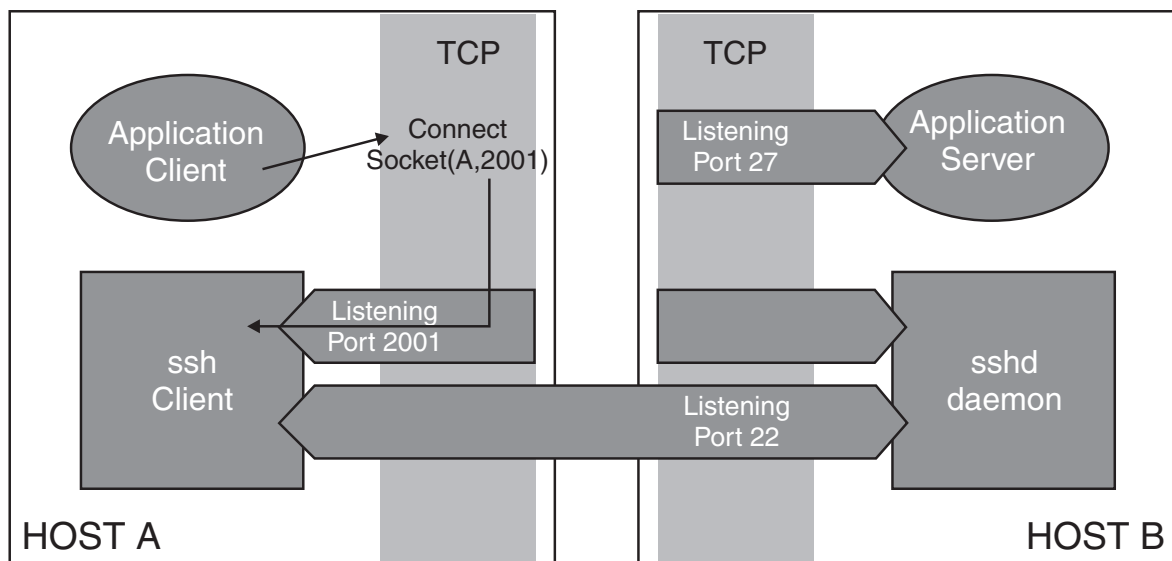 TCP
TCP
Application
Client
Connect
Socket(A,2001)
Listening
Port 27
Application
Server
Listening
Port 2001
ssh
Client
sshd
daemon
Listening
Port 22
HOST A
HOST B